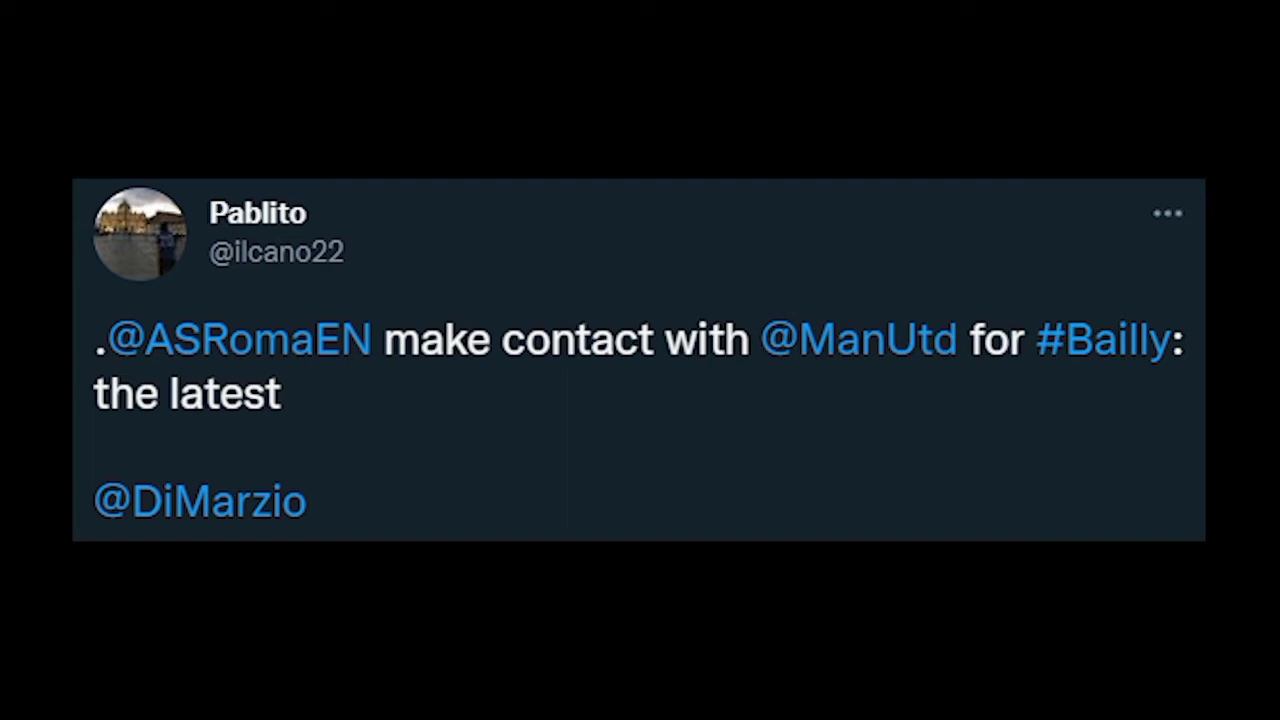 Pablito
@ilcano22
.@ASRomaEN make contact with @ManUtd for #Bailly:
the latest
@DiMarzio